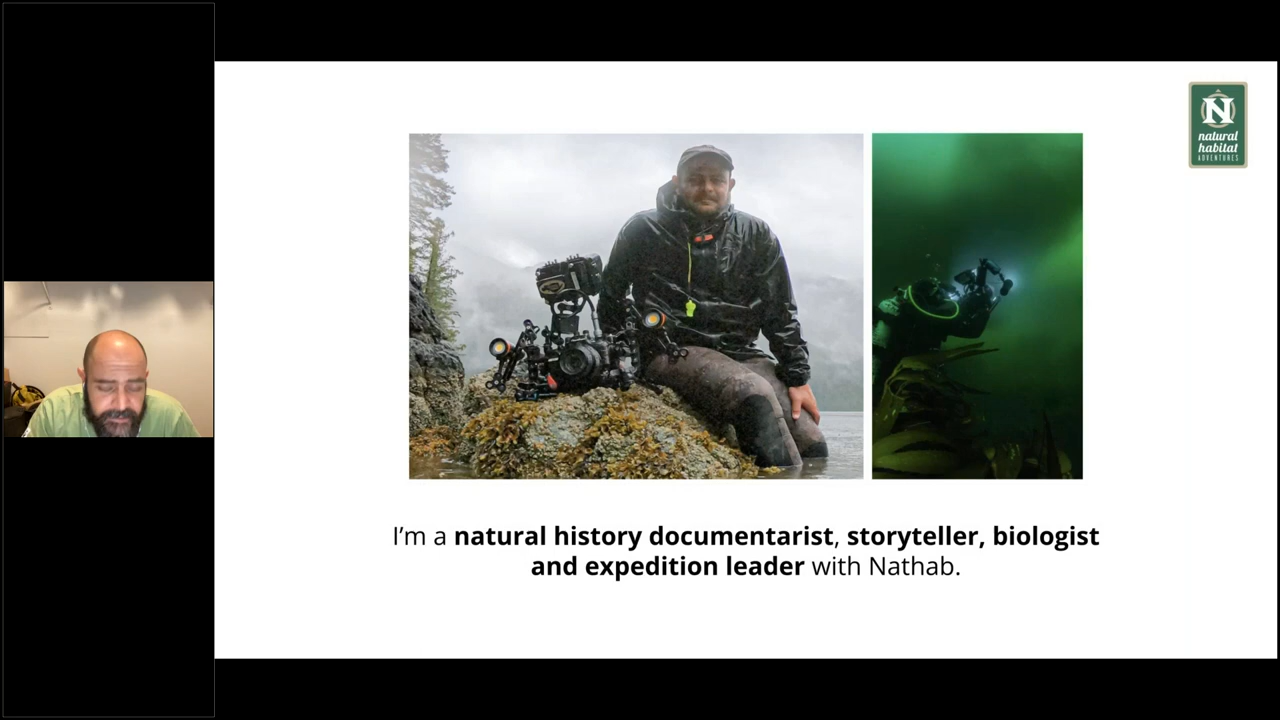 N
natural
habitat
ADVENTURES
I'm a natural history documentarist, storyteller, biologist
and expedition leader with Nathab.